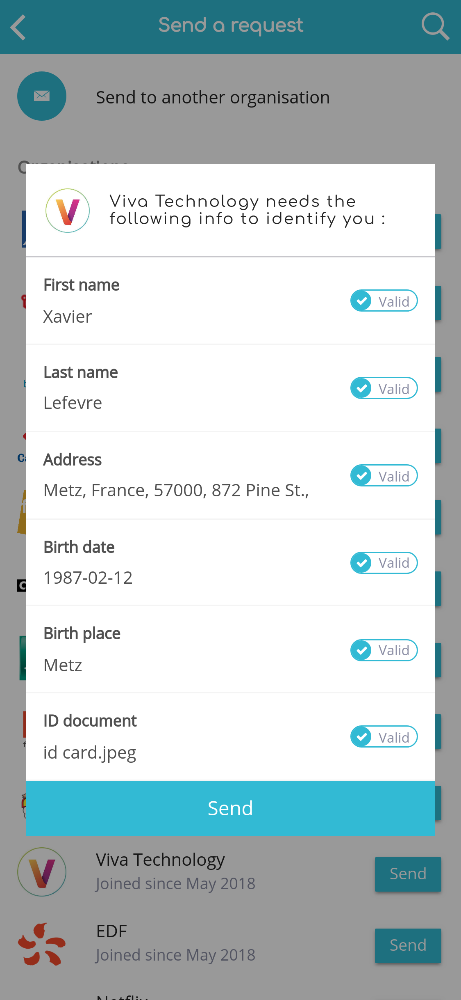 Send a request
Send to another organisation
Viva Technology needs the
following info to identify you :
First name
Valid
Xavier
Last name
Valid
Lefevre
Address
Valid
Metz, France, 57000, 872 Pine St.,
Birth date
Valid
1987-02-12
Birth place
Valid
Metz
ID document
Valid
id card.jpeg
Send
Viva Technology
Send
Joined since May 2018
EDF
Send
Joined since May 2018